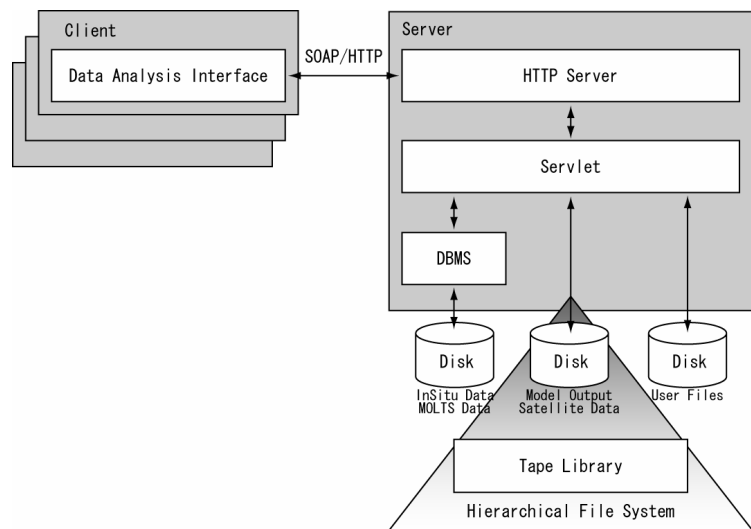 Client
Data Analysis Interface
SOAP/HTTP
Server
HTTP Server
Servlet
DBMS
Disk
InSitu Data
MOLTS Data
Disk
Model Output
Satellite Data
Disk
User Files
Tape Library
Hierarchical File System